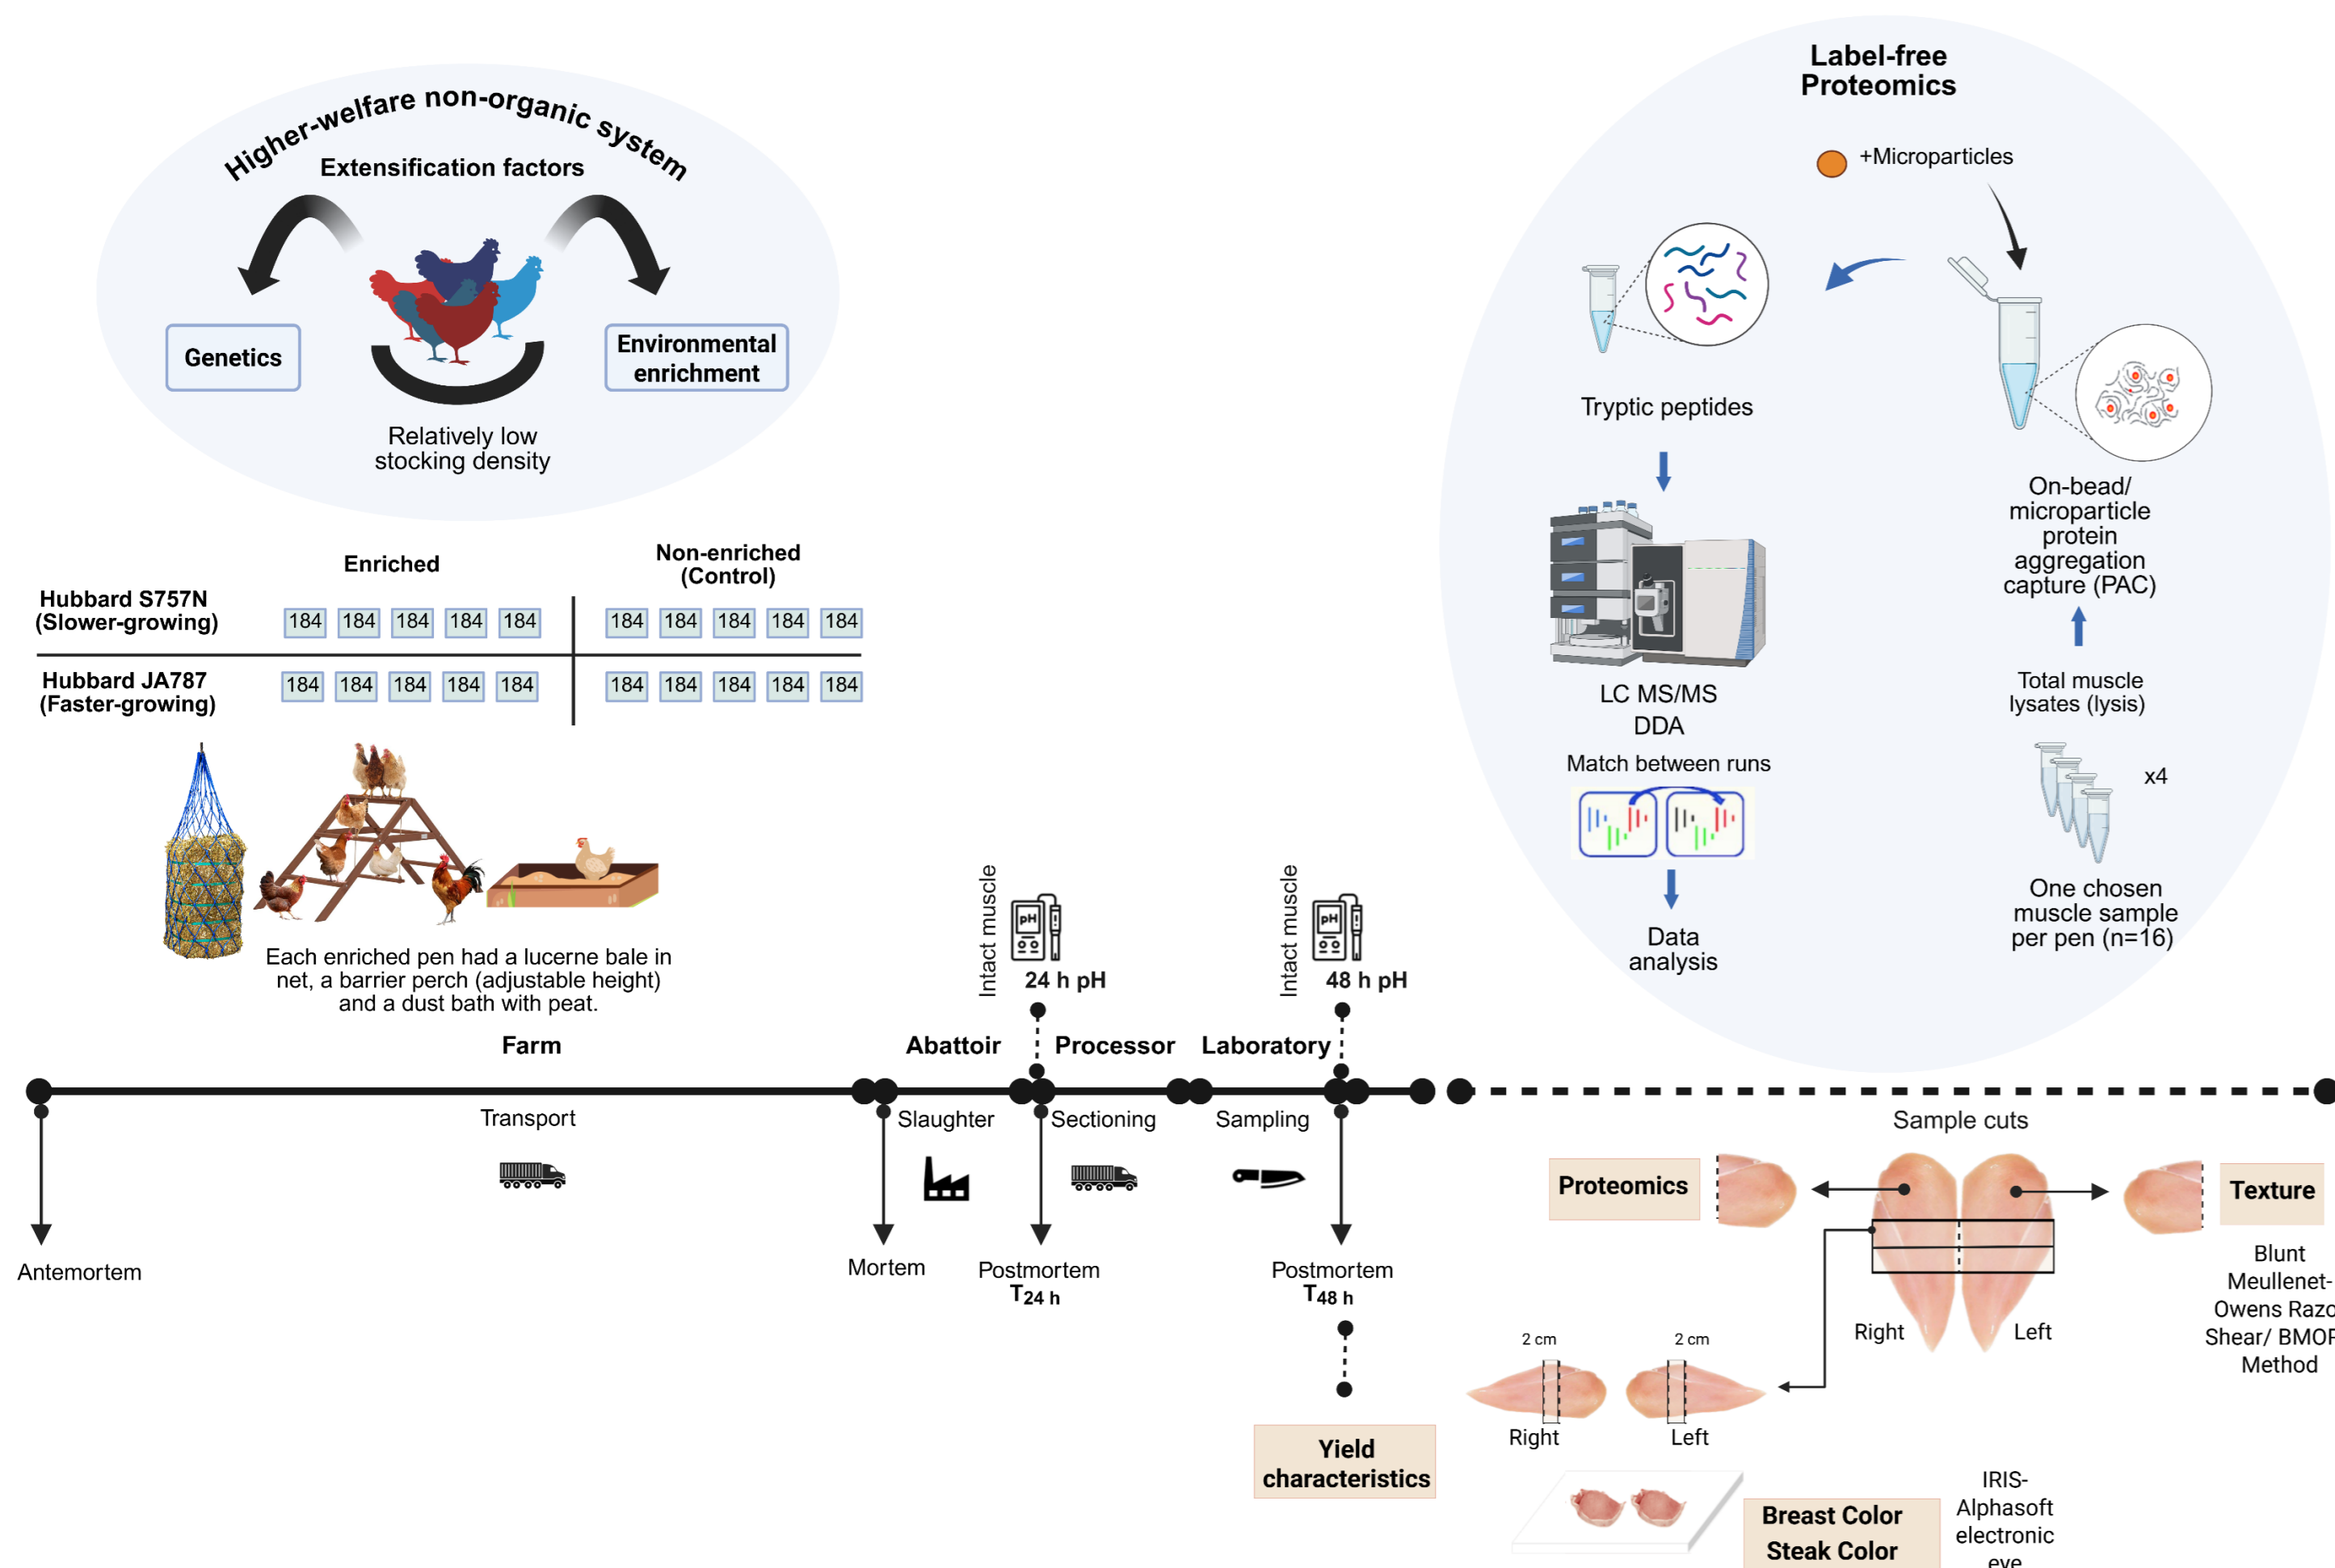 Higher-welfare non-organic system
Extensification factors
Genetics
Environmental
enrichment
Relatively low
stocking density
Enriched
Non-enriched
(Control)
Hubbard S757N
(Slower-growing)
184 184 184 184 184
184 184 184 184 184
Hubbard JA787
(Faster-growing)
184 184 184 184 184
184 184 184 184 184
Each enriched pen had a lucerne bale in
net, a barrier perch (adjustable height)
and a dust bath with peat.
Label-free
Proteomics
+Microparticles
Tryptic peptides
LC MS/MS
DDA
Match between runs
Data
analysis
On-bead/
microparticle
protein
aggregation
capture (PAC)
Total muscle
lysates (lysis)
x4
One chosen
muscle sample
per pen (n=16)
Intact muscle
pH
24 h pH
Intact muscle
pH
48 h pH
Farm
Abattoir
Processor
Laboratory
Transport
Slaughter
Sectioning
Sampling
Antemortem
Mortem
Postmortem
T24 h
Postmortem
T48 h
Yield
characteristics
Sample cuts
Proteomics
Texture
Right
Left
Blunt
Meullenet-
Owens
Shear/
Method
2 cm
2 cm
Right
Left
Breast Color
Steak Color
IRIS-
Alphasoft
electronic
eye